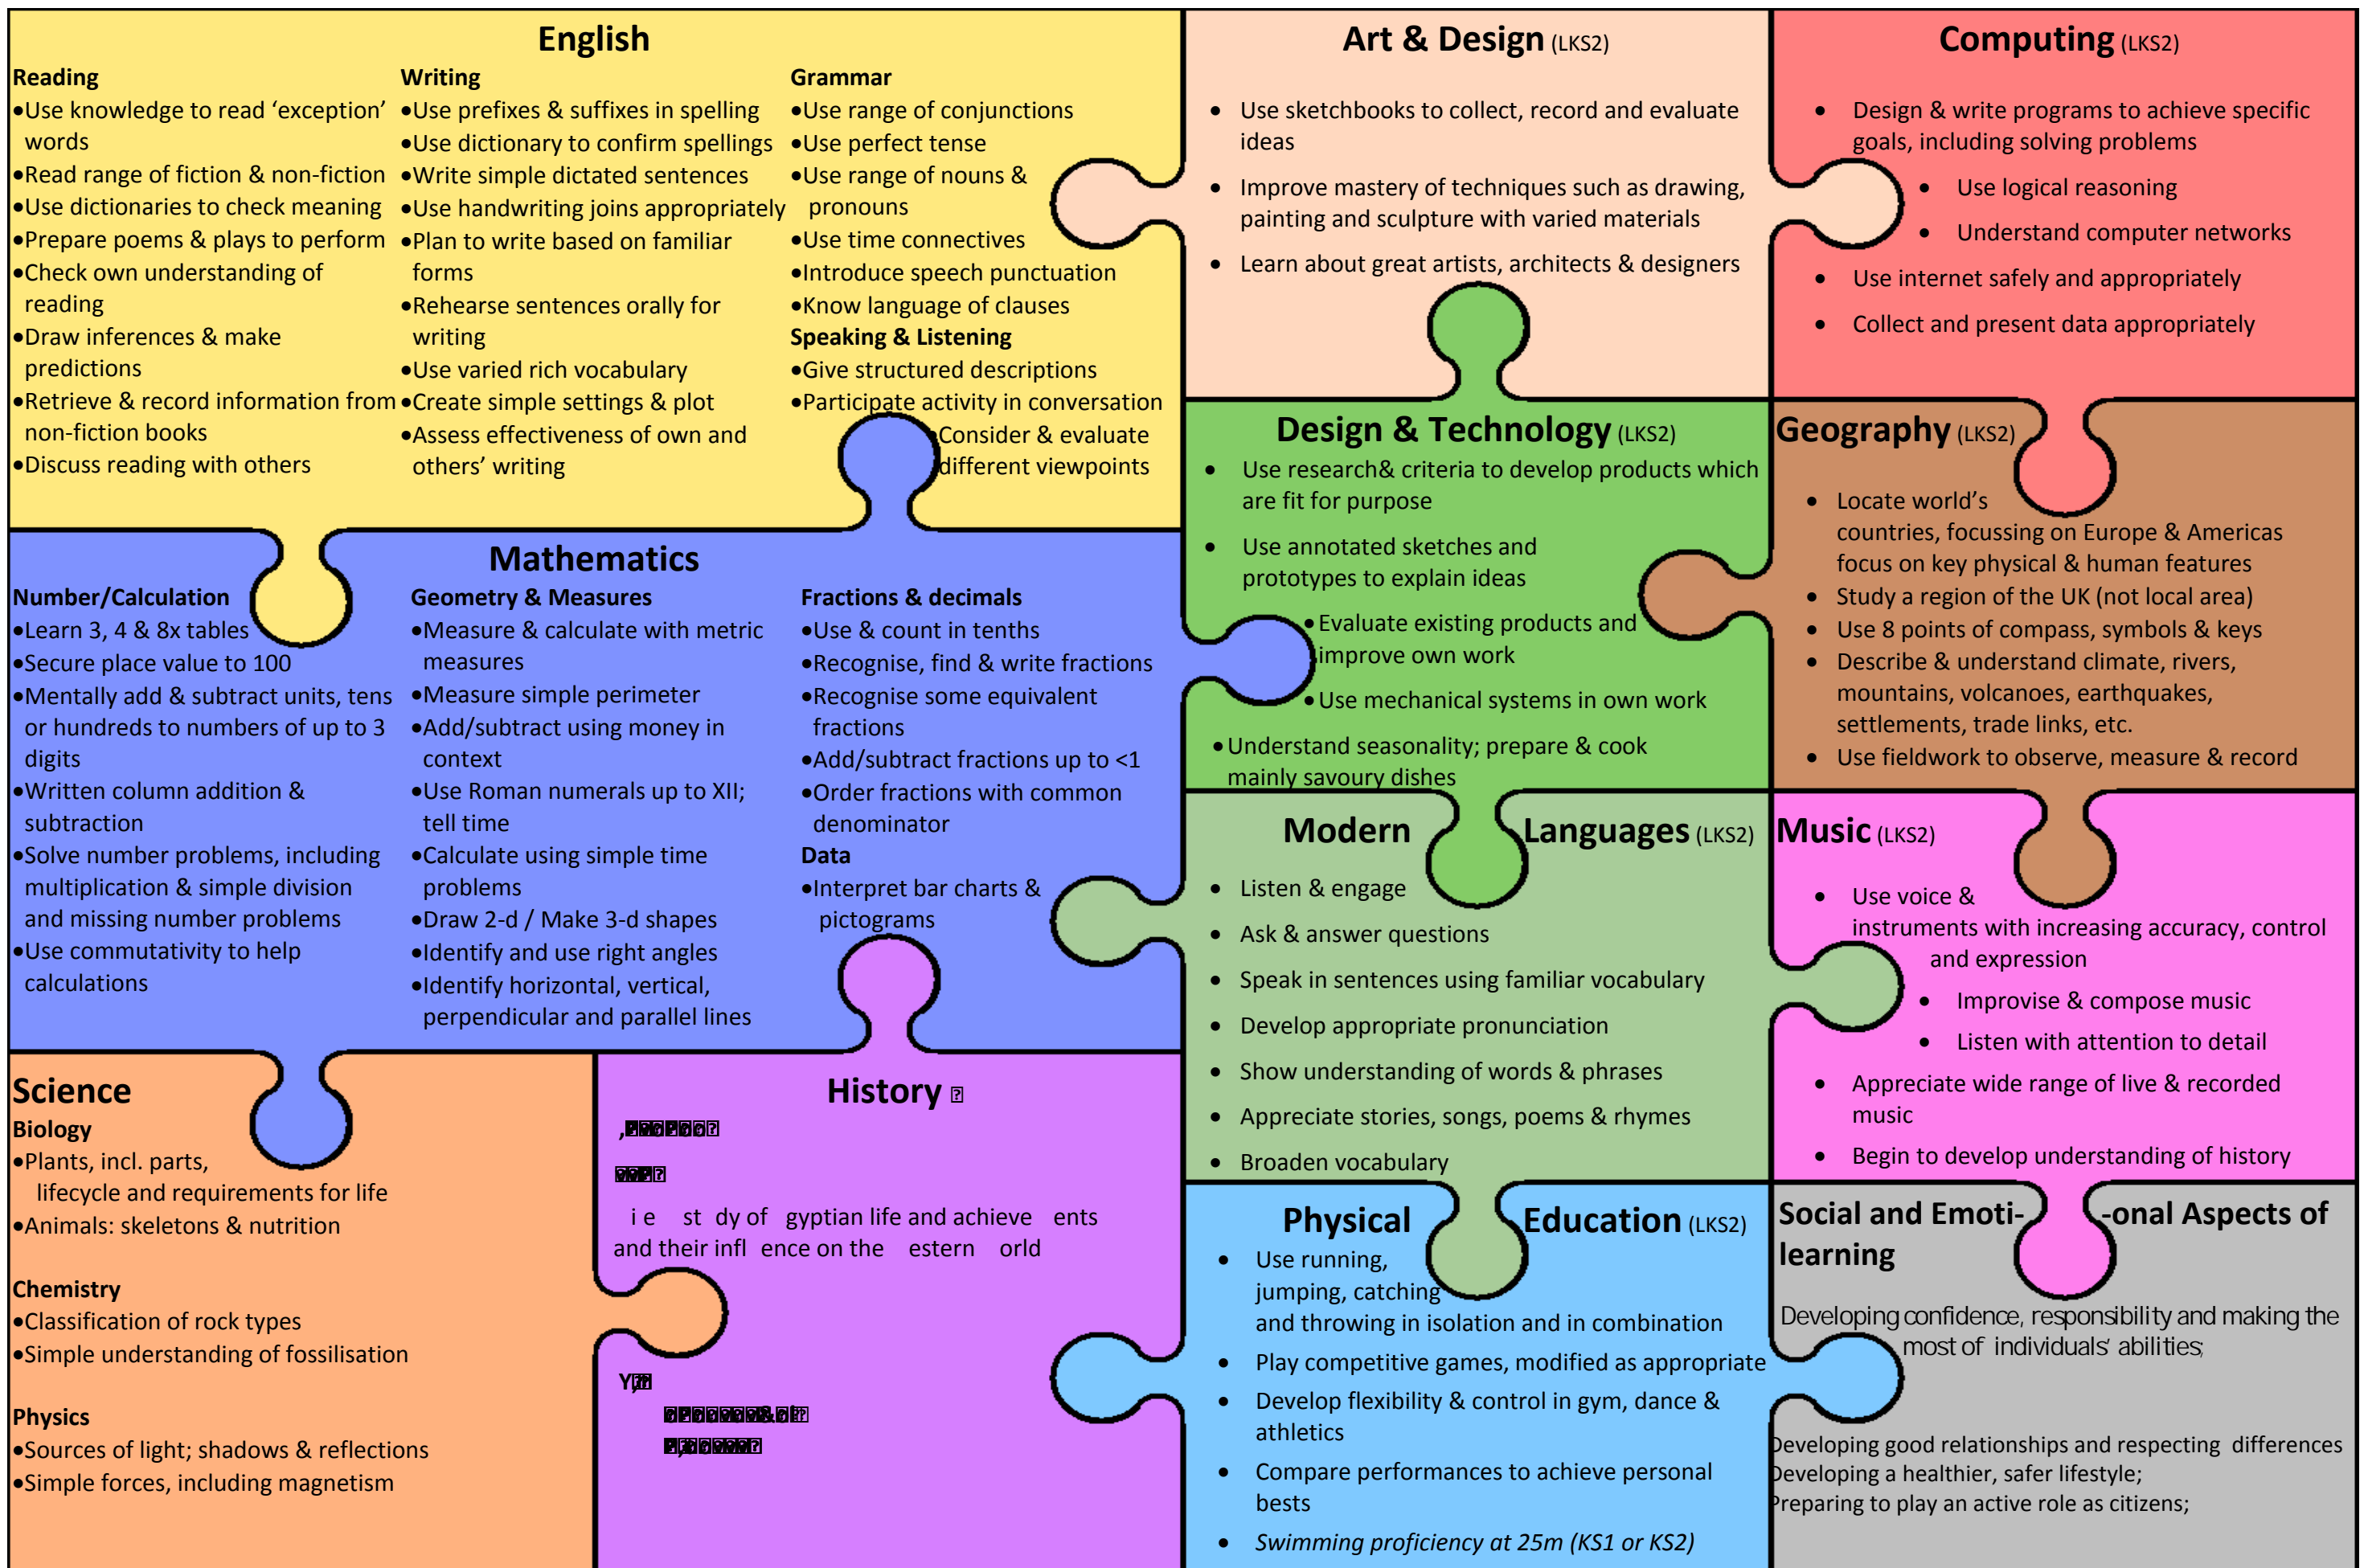 English
Reading
•Use knowledge to read ‘exception’
words
•Read range of fiction & non-fiction
•Use dictionaries to check meaning
•Prepare poems & plays to perform
•Check own understanding of
reading
•Draw inferences & make
predictions
•Retrieve & record information from
non-fiction books
•Discuss reading with others
Writing
•Use prefixes & suffixes in spelling
•Use dictionary to confirm spellings
•Write simple dictated sentences
•Use handwriting joins appropriately
•Plan to write based on familiar
forms
•Rehearse sentences orally for
writing
•Use varied rich vocabulary
•Create simple settings & plot
•Assess effectiveness of own and
others’ writing
Grammar
•Use range of conjunctions
•Use perfect tense
•Use range of nouns &
pronouns
•Use time connectives
•Introduce speech punctuation
•Know language of clauses
Speaking & Listening
•Give structured descriptions
•Participate activity in conversation
•Consider & evaluate
different viewpoints
Art & Design (LKS2)
• Use sketchbooks to collect, record and evaluate
ideas
• Improve mastery of techniques such as drawing,
painting and sculpture with varied materials
• Learn about great artists, architects & designers
Computing (LKS2)
• Design & write programs to achieve specific
goals, including solving problems
• Use logical reasoning
• Understand computer networks
• Use internet safely and appropriately
• Collect and present data appropriately
Mathematics
Number/Calculation
•Learn 3, 4 & 8x tables
•Secure place value to 100
•Mentally add & subtract units, tens
or hundreds to numbers of up to 3
digits
•Written column addition &
subtraction
•Solve number problems, including
multiplication & simple division
and missing number problems
•Use commutativity to help
calculations
Geometry & Measures
•Measure & calculate with metric
measures
•Measure simple perimeter
•Add/subtract using money in
context
•Use Roman numerals up to XII;
tell time
•Calculate using simple time
problems
•Draw 2-d / Make 3-d shapes
•Identify and use right angles
•Identify horizontal, vertical,
perpendicular and parallel lines
Fractions & decimals
•Use & count in tenths
•Recognise, find & write fractions
•Recognise some equivalent
fractions
•Add/subtract fractions up to <1
•Order fractions with common
denominator
Data
•Interpret bar charts &
pictograms
Design & Technology (LKS2)
• Use research& criteria to develop products which
are fit for purpose
• Use annotated sketches and
prototypes to explain ideas
•Evaluate existing products and
improve own work
•Use mechanical systems in own work
•Understand seasonality; prepare & cook
mainly savoury dishes
Geography (LKS2)
• Locate world’s
countries, focussing on Europe & Americas
focus on key physical & human features
• Study a region of the UK (not local area)
• Use 8 points of compass, symbols & keys
• Describe & understand climate, rivers,
mountains, volcanoes, earthquakes,
settlements, trade links, etc.
• Use fieldwork to observe, measure & record
Modern Languages (LKS2)
• Listen & engage
• Ask & answer questions
• Speak in sentences using familiar vocabulary
• Develop appropriate pronunciation
• Show understanding of words & phrases
• Appreciate stories, songs, poems & rhymes
• Broaden vocabulary
Music (LKS2)
• Use voice &
instruments with increasing accuracy, control
and expression
• Improvise & compose music
• Listen with attention to detail
• Appreciate wide range of live & recorded
music
• Begin to develop understanding of history
Science
Biology
•Plants, incl. parts,
lifecycle and requirements for life
•Animals: skeletons & nutrition
Chemistry
•Classification of rock types
•Simple understanding of fossilisation
Physics
•Sources of light; shadows & reflections
•Simple forces, including magnetism
History
i e st dy of gyptian life and achieve ents
and their infl ence on the estern orld
Physical Education (LKS2)
• Use running,
jumping, catching
and throwing in isolation and in combination
• Play competitive games, modified as appropriate
• Develop flexibility & control in gym, dance &
athletics
• Compare performances to achieve personal
bests
• Swimming proficiency at 25m (KS1 or KS2)
Social and Emoti- -onal Aspects of
learning
Developing confidence, responsibility and making the
most of individuals’ abilities;
Developing good relationships and respecting differences
Developing a healthier, safer lifestyle;
Preparing to play an active role as citizens;